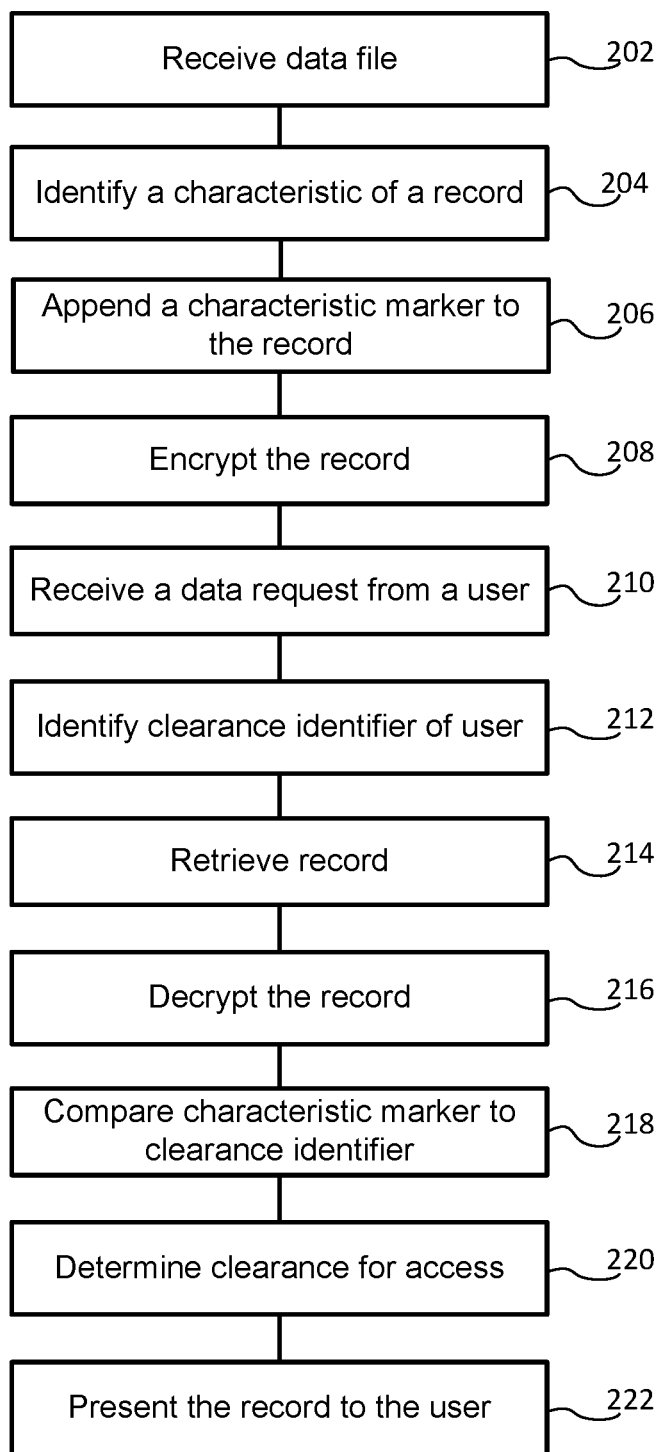 Receive data file
202
Identify a characteristic of a record
204
Append a characteristic marker to
the record
206
Encrypt the record
208
Receive a data request from a user
210
Identify clearance identifier of user
212
Retrieve record
214
Decrypt the record
216
Compare characteristic marker to
clearance identifier
218
Determine clearance for access
220
Present the record to the user
222